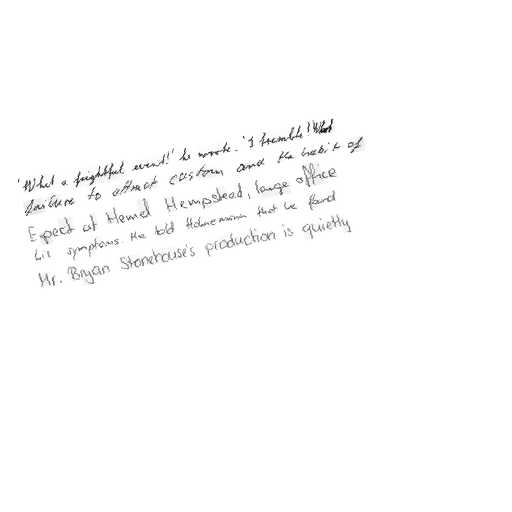 'What a frightful event!' he wrote. 'I tremble! What
failure to attract custom, and the habit of
Expect at Hemel Hempstead, large office
his symptoms. He told Hahnemann that he found
Mr. Bryan Stonehouse's production is quietly